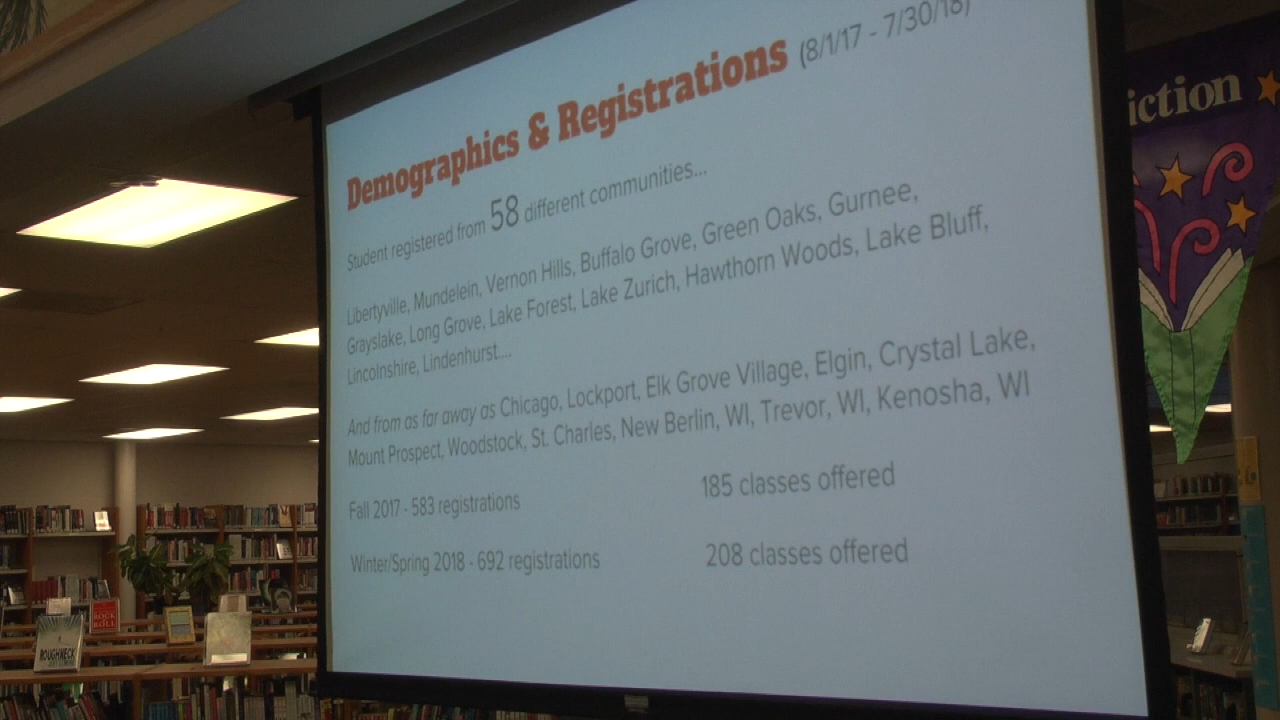 Demographics & Registrations (8/1/17 - 7/30/18)
Student registered from 58 different communities...
Libertyville, Mundelein, Vernon Hills, Buffalo Grove, Green Oaks, Gurnee,
Grayslake, Long Grove, Lake Forest, Lake Zurich, Hawthorn Woods, Lake Bluff,
Lincolnshire, Lindenhurst....
And from as far away as Chicago, Lockport, Elk Grove Village, Elgin, Crystal Lake,
Mount Prospect, Woodstock, St. Charles, New Berlin, WI, Trevor, WI, Kenosha, WI
Fall 2017 - 583 registrations
185 classes offered
Winter/Spring 2018 - 692 registrations
208 classes offered
iction
ROCK
ROLL
ROUGHNECK